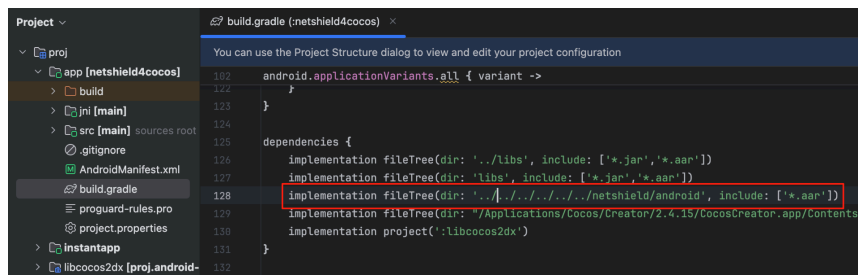 Project
build.gradle (:netshield4cocos)
proj
app [netshield4cocos]
build
jni [main]
src [main] sources root
.gitignore
AndroidManifest.xml
build.gradle
proguard-rules.pro
project.properties
instantapp
libcocos2dx [proj.android-
You can use the Project Structure dialog to view and edit your project configuration
102 android.applicationVariants.all { variant ->
122 }
123 }
124
125 dependencies {
126 implementation fileTree(dir: '../libs', include: ['*.jar','*.aar'])
127 implementation fileTree(dir: 'libs', include: ['*.jar','*.aar'])
128 implementation fileTree(dir: '../../../../../../netshield/android', include: ['*.aar'])
129 implementation fileTree(dir: "/Applications/Cocos/Creator/2.4.15/CocosCreator.app/Contents
130 implementation project(':libcocos2dx')
131 }
132